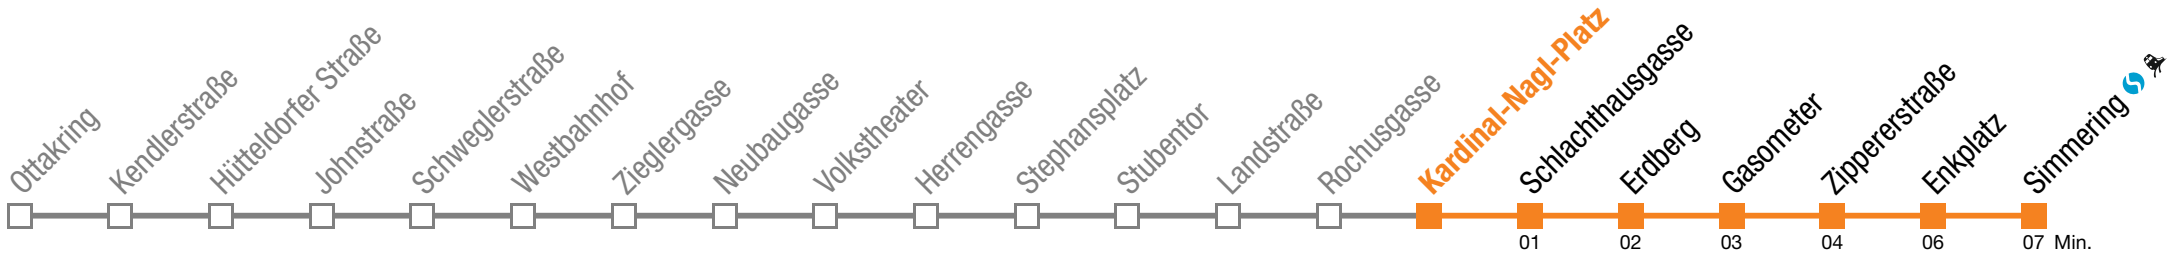 Ottakring
Kendlerstraße
Hütteldorfer Straße
Johnstraße
Schweglerstraße
Westbahnhof
Zieglergasse
Neubaugasse
Volkstheater
Herrengasse
Stephansplatz
Stubentor
Landstraße
Rochusgasse
Kardinal-Nagl-Platz
Schlachthausgasse
Erdberg
Gasometer
Zippererstraße
Enkplatz
Simmering
01 02 03 04 06 07 Min.